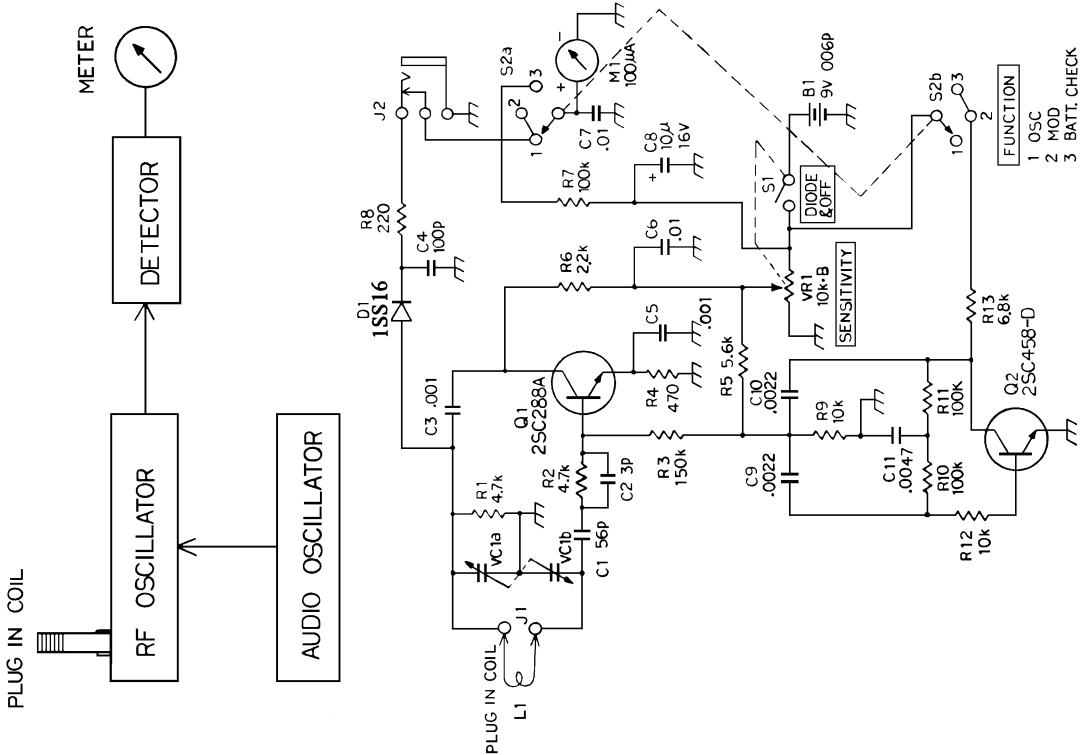 PLUG IN COIL
RF OSCILLATOR
DETECTOR
METER
AUDIO OSCILLATOR
PLUG IN COIL
L1
J1
VC1a
VC1b
R1
4.7k
C1 56p
R2
4.7k
C2 3p
C3 .001
Q1
2SC288A
R3
150k
R4
470
C5
.001
D1
1SS16
C4
100p
R8
220
J2
R6
2.2k
C6
.01
R5 5.6k
R7
100k
C8
10μ
16V
+
S2a
1
2
3
C7
.01
+
-
M1
100μA
VR1
10k-B
SENSITIVITY
S1
DIODE
&OFF
B1
9V 006P
C9
.0022
C10
.0022
R9
10k
C11
.0047
R10
100k
R11
100K
R12
10k
R13
6.8k
Q2
2SC458-D
S2b
1
2
3
FUNCTION
1 OSC
2 MOD
3 BATT. CHECK